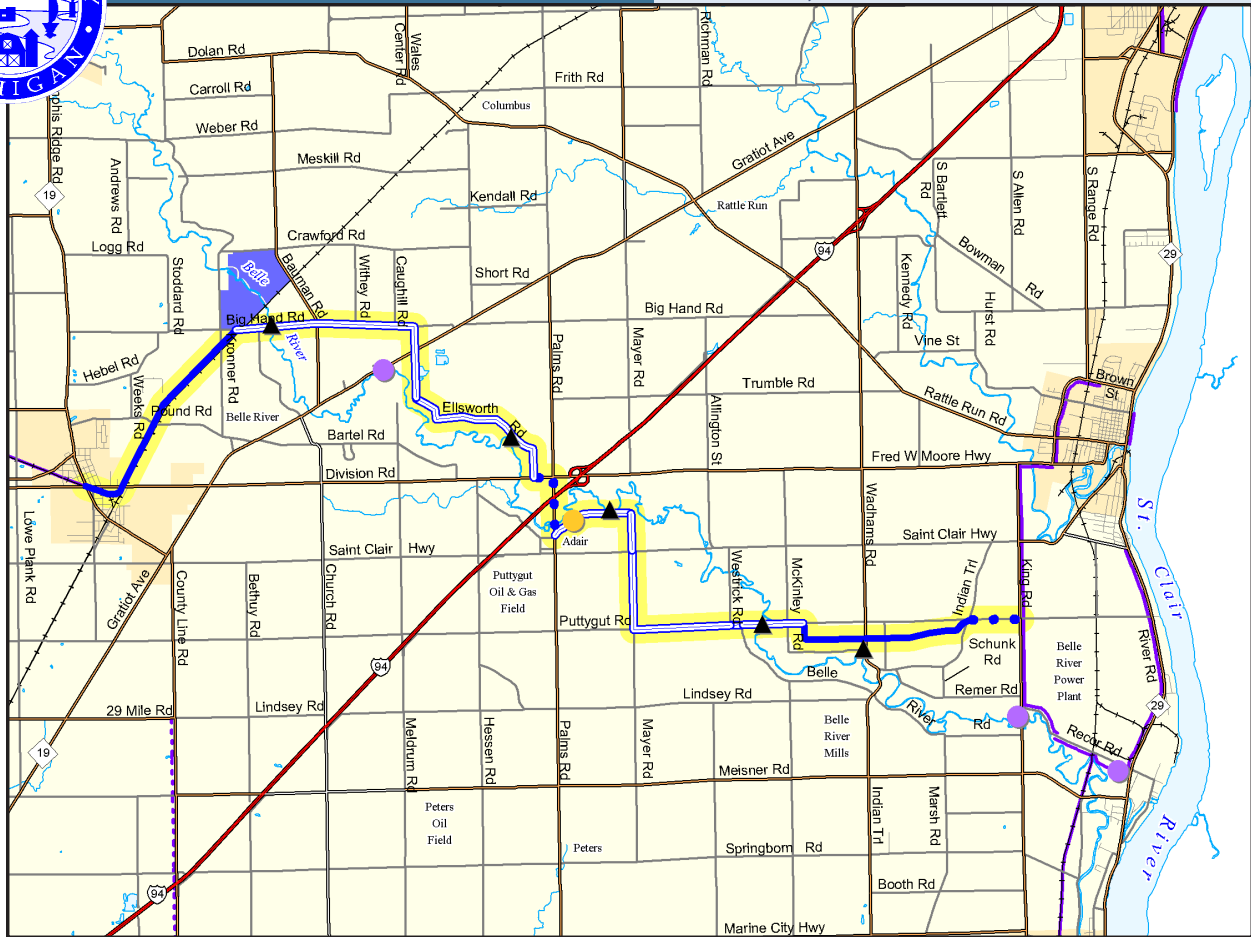 HIGAN •
Dolan Rd
Wales
Center Rd
Richman Rd
Carroll Rd
Frith Rd
Columbus
Weber Rd
Gratiot Ave
Meskill Rd
Andrews Rd
19
Kendall Rd
Rattle Run
S Bartlett
Rd
S Allen Rd
S Range Rd
Logg Rd
Crawford Rd
94
29
Bowman
Rd
Stoddard Rd
Belle
Bauman Rd
Withey Rd
Caughill Rd
Short Rd
Kennedy Rd
Hurst Rd
Big Hand Rd
Big Hand Rd
River
Kronner Rd
Palms Rd
Mayer Rd
Vine St
Hebel Rd
Weeks Rd
Pound Rd
Belle River
Ellsworth
Rd
Trumble Rd
Allington St
Rattle Run Rd
Brown
St
Bartel Rd
Division Rd
Fred W Moore Hwy
Wadhams Rd
Lowe Plank Rd
Saint Clair Hwy
Adair
Saint Clair Hwy
St. Clair River
Gratiot Ave
County Line Rd
Bethuy Rd
Church Rd
Puttygut
Oil & Gas
Field
Puttygut Rd
Westrick Rd
McKinley
Rd
Indian Trl
King Rd
94
Schunk
Rd
Belle
River
Power
Plant
River Rd
Belle
River
Rd
Remer Rd
Lindsey Rd
Lindsey Rd
29 Mile Rd
29
19
Meldrum Rd
Hessen Rd
Palms Rd
Mayer Rd
Belle
River
Mills
Recor Rd
Meisner Rd
Peters
Oil
Field
Peters
Indian Trl
Marsh Rd
Springborn Rd
94
Booth Rd
Marine City Hwy